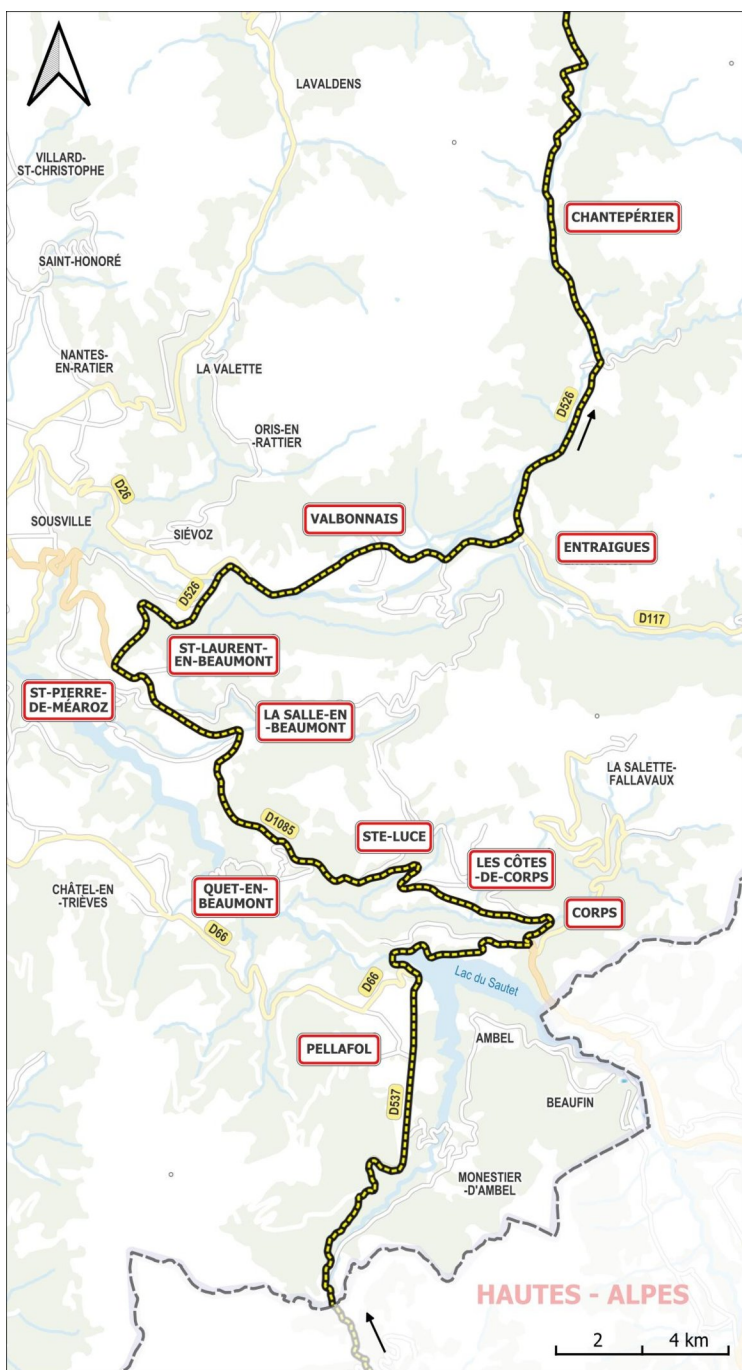 LAVALDENS
VILLARD-
ST-CHRISTOPHE
CHANTEPÉRIER
SAINT-HONORÉ
NANTES-
EN-RATIER
LA VALETTE
D526
ORIS-EN
-RATTIER
D26
VALBONNAIS
SOUSVILLE
SIÉVOZ
ENTRAIGUES
D526
D117
ST-LAURENT-
EN-BEAUMONT
ST-PIERRE-
DE-MÉAROZ
LA SALLE-EN
-BEAUMONT
LA SALETTE-
FALLAVAUX
D1085
STE-LUCE
LES CÔTES
-DE-CORPS
CHÂTEL-EN
-TRIÈVES
QUET-EN-
BEAUMONT
CORPS
D66
D66
Lac du Sautet
PELLAFOL
AMBEL
D537
BEAUFIN
MONESTIER
-D'AMBEL
HAUTES - ALPES
2
4 km